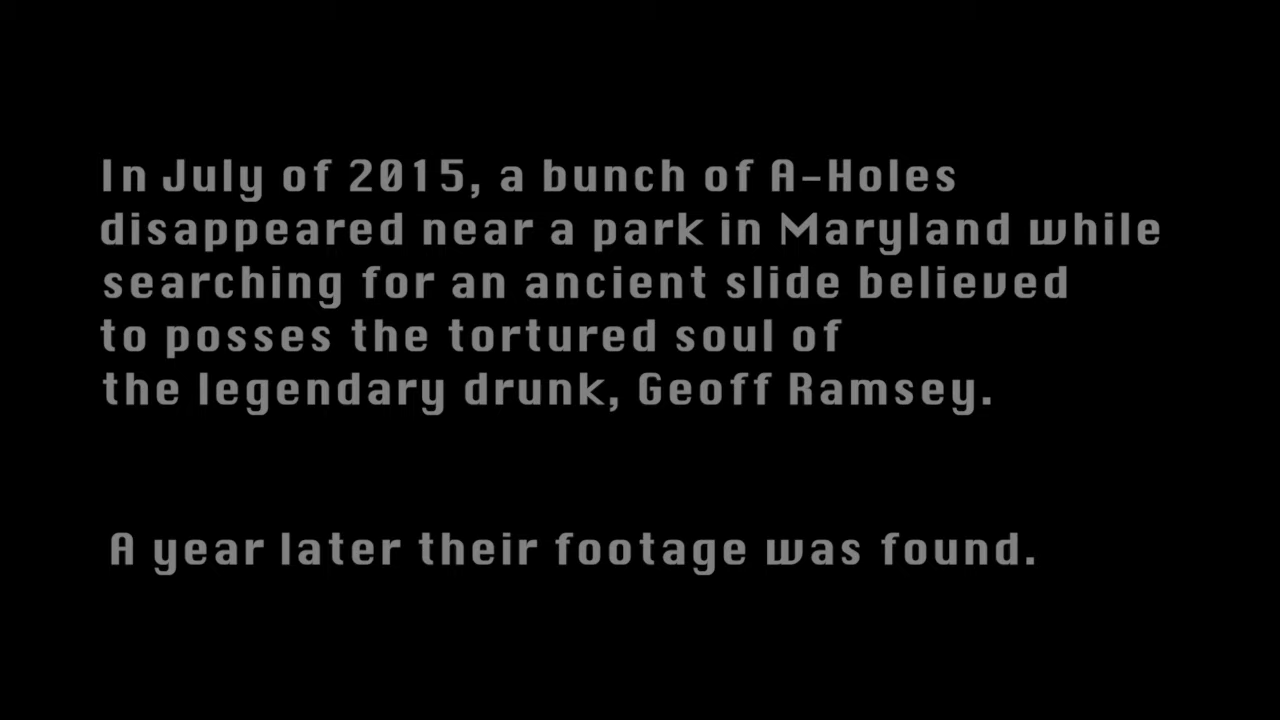 In July of 2015, a bunch of A-Holes
disappeared near a park in Maryland while
searching for an ancient slide believed
to posses the tortured soul of
the legendary drunk, Geoff Ramsey.
A year later their footage was found.